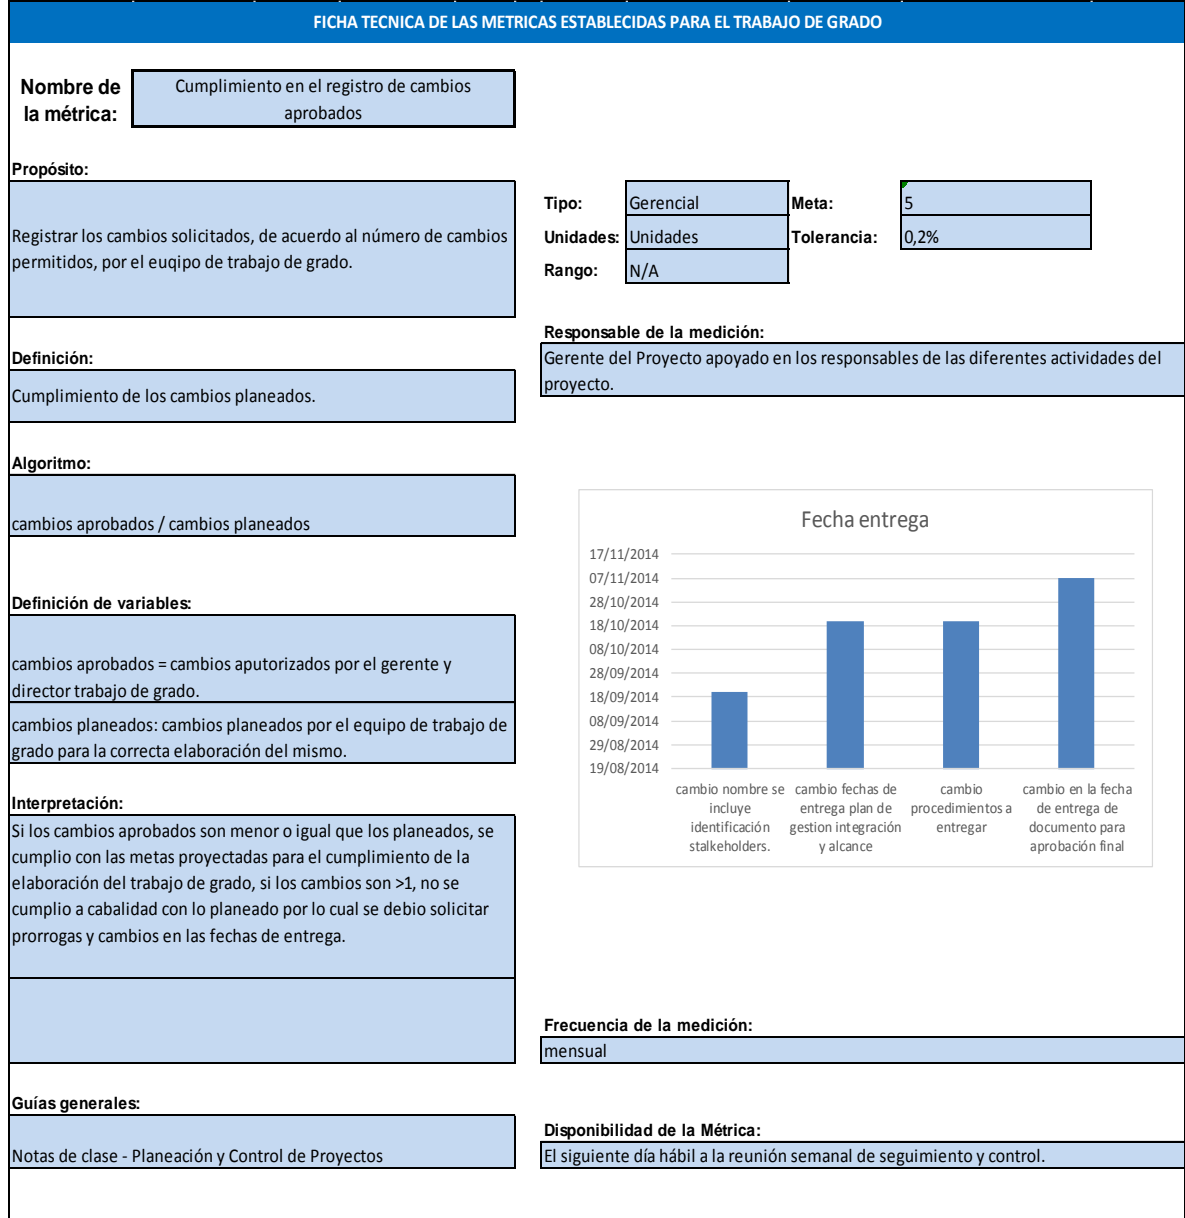 FICHA TECNICA DE LAS METRICAS ESTABLECIDAS PARA EL TRABAJO DE GRADO
Nombre de
la métrica:
Cumplimiento en el registro de cambios
aprobados
Propósito:
Registrar los cambios solicitados, de acuerdo al número de cambios
permitidos, por el euqipo de trabajo de grado.
Tipo: Gerencial Meta: 5
Unidades: Unidades Tolerancia: 0,2%
Rango: N/A
Responsable de la medición:
Gerente del Proyecto apoyado en los responsables de las diferentes actividades del
proyecto.
Definición:
Cumplimiento de los cambios planeados.
Algoritmo:
cambios aprobados / cambios planeados
Definición de variables:
cambios aprobados = cambios aputorizados por el gerente y
director trabajo de grado.
cambios planeados: cambios planeados por el equipo de trabajo de
grado para la correcta elaboración del mismo.
Interpretación:
Si los cambios aprobados son menor o igual que los planeados, se
cumplio con las metas proyectadas para el cumplimiento de la
elaboración del trabajo de grado, si los cambios son >1, no se
cumplio a cabalidad con lo planeado por lo cual se debio solicitar
prorrogas y cambios en las fechas de entrega.
Fecha entrega
17/11/2014
07/11/2014
28/10/2014
18/10/2014
08/10/2014
28/09/2014
18/09/2014
08/09/2014
29/08/2014
19/08/2014
cambio nombre se
incluye
identificación
stalkeholders.
cambio fechas de
entrega plan de
gestion integración
y alcance
cambio
procedimientos a
entregar
cambio en la fecha
de entrega de
documento para
aprobación final
Frecuencia de la medición:
mensual
Guías generales:
Notas de clase - Planeación y Control de Proyectos
Disponibilidad de la Métrica:
El siguiente día hábil a la reunión semanal de seguimiento y control.